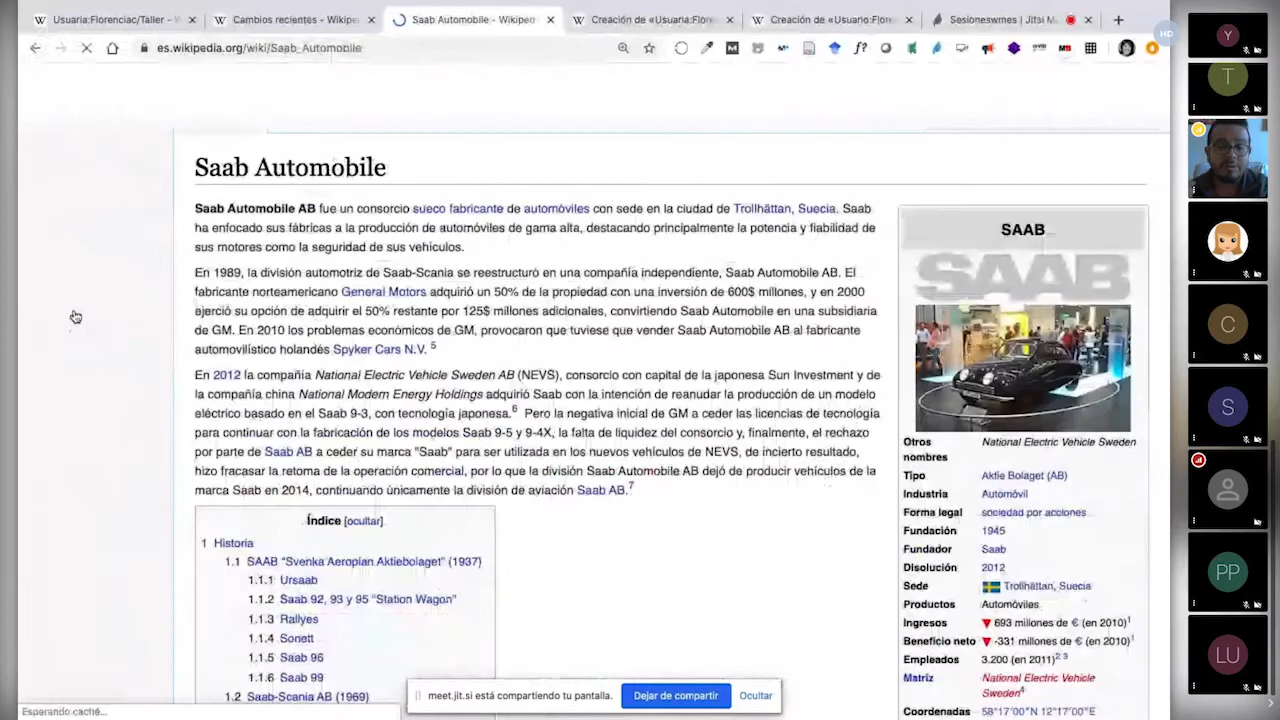 Usuaria:Florenciac/Taller - W
Cambios recientes - Wikipe
Saab Automobile - Wikiped
Creación de «Usuaria:Flore
Creación de «Usuario:Flore
Sesioneswmes | Jitsi M
es.wikipedia.org/wiki/Saab_Automobile
HD
Y
T
C
S
PP
LU
Saab Automobile
Saab Automobile AB fue un consorcio sueco fabricante de automóviles con sede en la ciudad de Trollhättan, Suecia. Saab
ha enfocado sus fábricas a la producción de automóviles de gama alta, destacando principalmente la potencia y fiabilidad de
sus motores como la seguridad de sus vehículos.
En 1989, la división automotriz de Saab-Scania se reestructuró en una compañía independiente, Saab Automobile AB. El
fabricante norteamericano General Motors adquirió un 50% de la propiedad con una inversión de 600$ millones, y en 2000
ejerció su opción de adquirir el 50% restante por 125$ millones adicionales, convirtiendo Saab Automobile en una subsidiaria
de GM. En 2010 los problemas económicos de GM, provocaron que tuviese que vender Saab Automobile AB al fabricante
automovilístico holandés Spyker Cars N.V. 5
En 2012 la compañía National Electric Vehicle Sweden AB (NEVS), consorcio con capital de la japonesa Sun Investment y de
la compañía china National Modern Energy Holdings adquirió Saab con la intención de reanudar la producción de un modelo
eléctrico basado en el Saab 9-3, con tecnología japonesa.6 Pero la negativa inicial de GM a ceder las licencias de tecnología
para continuar con la fabricación de los modelos Saab 9-5 y 9-4X, la falta de liquidez del consorcio y, finalmente, el rechazo
por parte de Saab AB a ceder su marca "Saab" para ser utilizada en los nuevos vehículos de NEVS, de incierto resultado,
hizo fracasar la retoma de la operación comercial, por lo que la división Saab Automobile AB dejó de producir vehículos de la
marca Saab en 2014, continuando únicamente la división de aviación Saab AB.7
Índice [ocultar]
1 Historia
1.1 SAAB "Svenka Aeroplan Aktiebolaget" (1937)
1.1.1 Ursaab
1.1.2 Saab 92, 93 y 95 "Station Wagon"
1.1.3 Rallyes
1.1.4 Sonett
1.1.5 Saab 96
1.1.6 Saab 99
1.2 Saab-Scania AB (1969)
SAAB
SAAB
Otros nombres National Electric Vehicle Sweden
Tipo Aktie Bolaget (AB)
Industria Automóvil
Forma legal sociedad por acciones
Fundación 1945
Fundador Saab
Disolución 2012
Sede Trollhättan, Suecia
Productos Automóviles
Ingresos ▼ 693 millones de € (en 2010)1
Beneficio neto ▼ -331 millones de € (en 2010)1
Empleados 3.200 (en 2011)2 3
Matriz National Electric Vehicle
Sweden4
Coordenadas 58°17′00″N 12°17′00″E
meet.jit.si está compartiendo tu pantalla.
Dejar de compartir
Ocultar
Esperando caché...